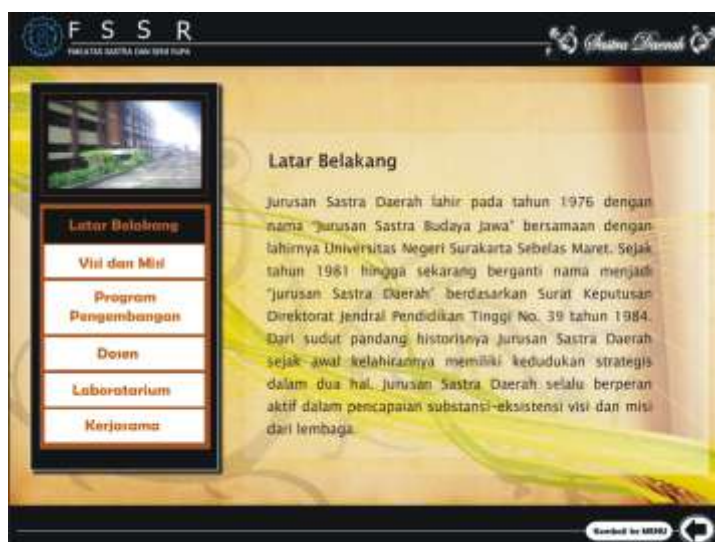 F S S R
FAKULTAS SASTRA DAN SENI RUPA
Sastra Daerah
Latar Belakang
Visi dan Misi
Program
Pengembangan
Dosen
Laboratorium
Kerjasama
Latar Belakang
Jurusan Sastra Daerah lahir pada tahun 1976 dengan
nama "Jurusan Sastra Budaya Jawa" bersamaan dengan
lahirnya Universitas Negeri Surakarta Sebelas Maret. Sejak
tahun 1981 hingga sekarang berganti nama menjadi
"Jurusan Sastra Daerah" berdasarkan Surat Keputusan
Direktorat Jendral Pendidikan Tinggi No. 39 tahun 1984.
Dari sudut pandang historisnya Jurusan Sastra Daerah
sejak awal kelahirannya memiliki kedudukan strategis
dalam dua hal. Jurusan Sastra Daerah selalu berperan
aktif dalam pencapaian substansi-eksistensi visi dan misi
dari lembaga.
Kembali ke MENU